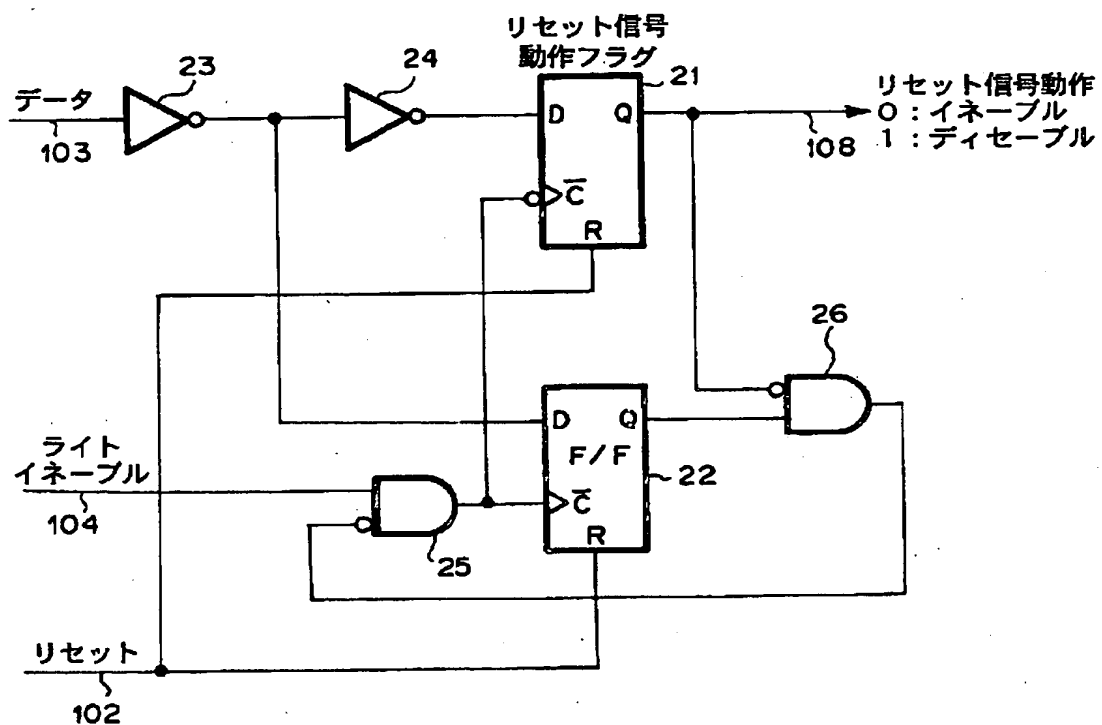 リセット信号
動作フラグ
23
24
21
データ
103
D
Q
C
R
108
リセット信号動作
0:イネーブル
1:ディセーブル
26
D
Q
F/F
22
C
R
ライト
イネーブル
104
25
リセット
102